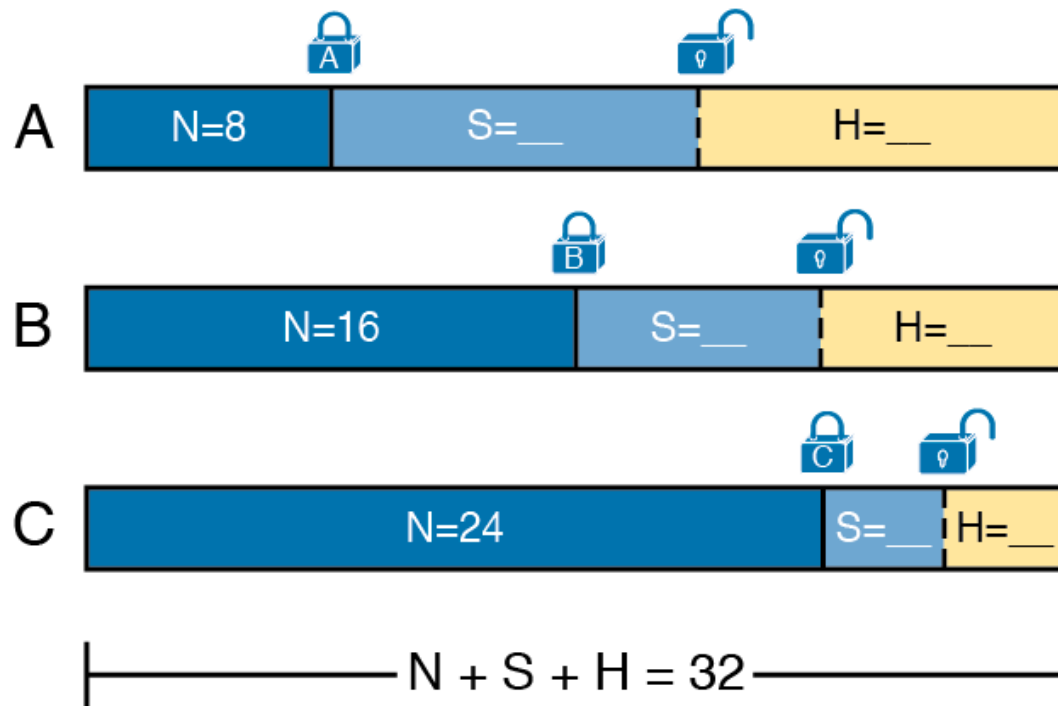 A
A N=8 S=__ H=__
B
B N=16 S=__ H=__
C
C N=24 S=__ H=__
N + S + H = 32